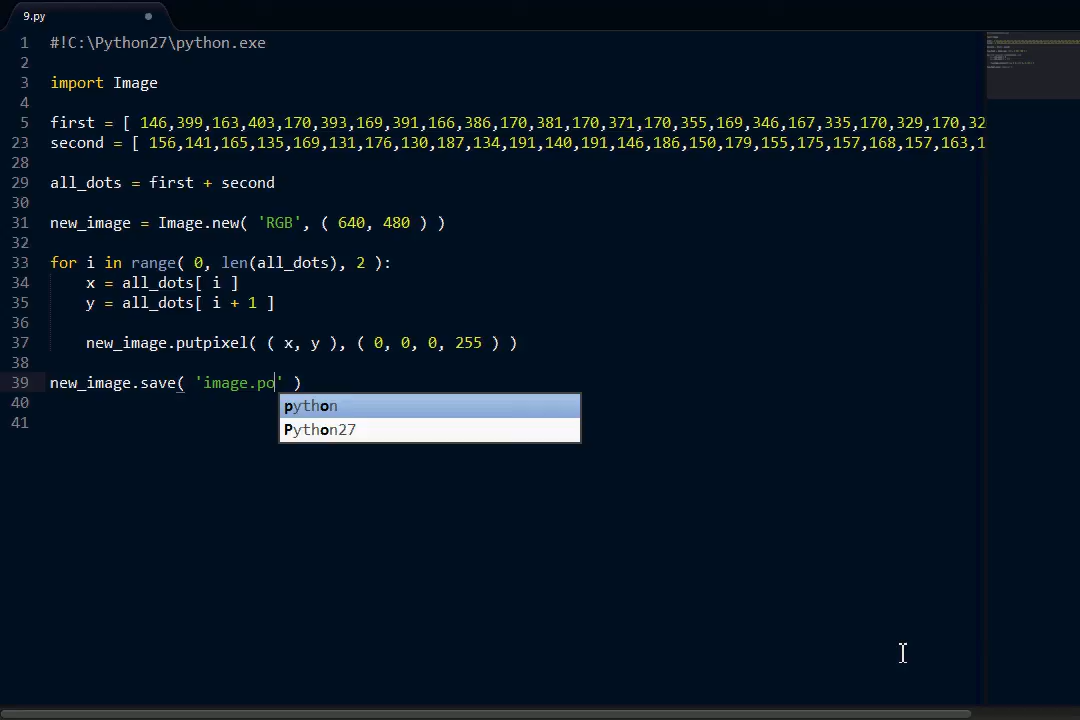 9.py
1 #!C:\Python27\python.exe
2
3 import Image
4
5 first = [ 146,399,163,403,170,393,169,391,166,386,170,381,170,371,170,355,169,346,167,335,170,329,170,32
23 second = [ 156,141,165,135,169,131,176,130,187,134,191,140,191,146,186,150,179,155,175,157,168,157,163,1
28
29 all_dots = first + second
30
31 new_image = Image.new( 'RGB', ( 640, 480 ) )
32
33 for i in range( 0, len(all_dots), 2 ):
34 x = all_dots[ i ]
35 y = all_dots[ i + 1 ]
36
37 new_image.putpixel( ( x, y ), ( 0, 0, 0, 255 ) )
38
39 new_image.save( 'image.po' )
40 python
Python27
41